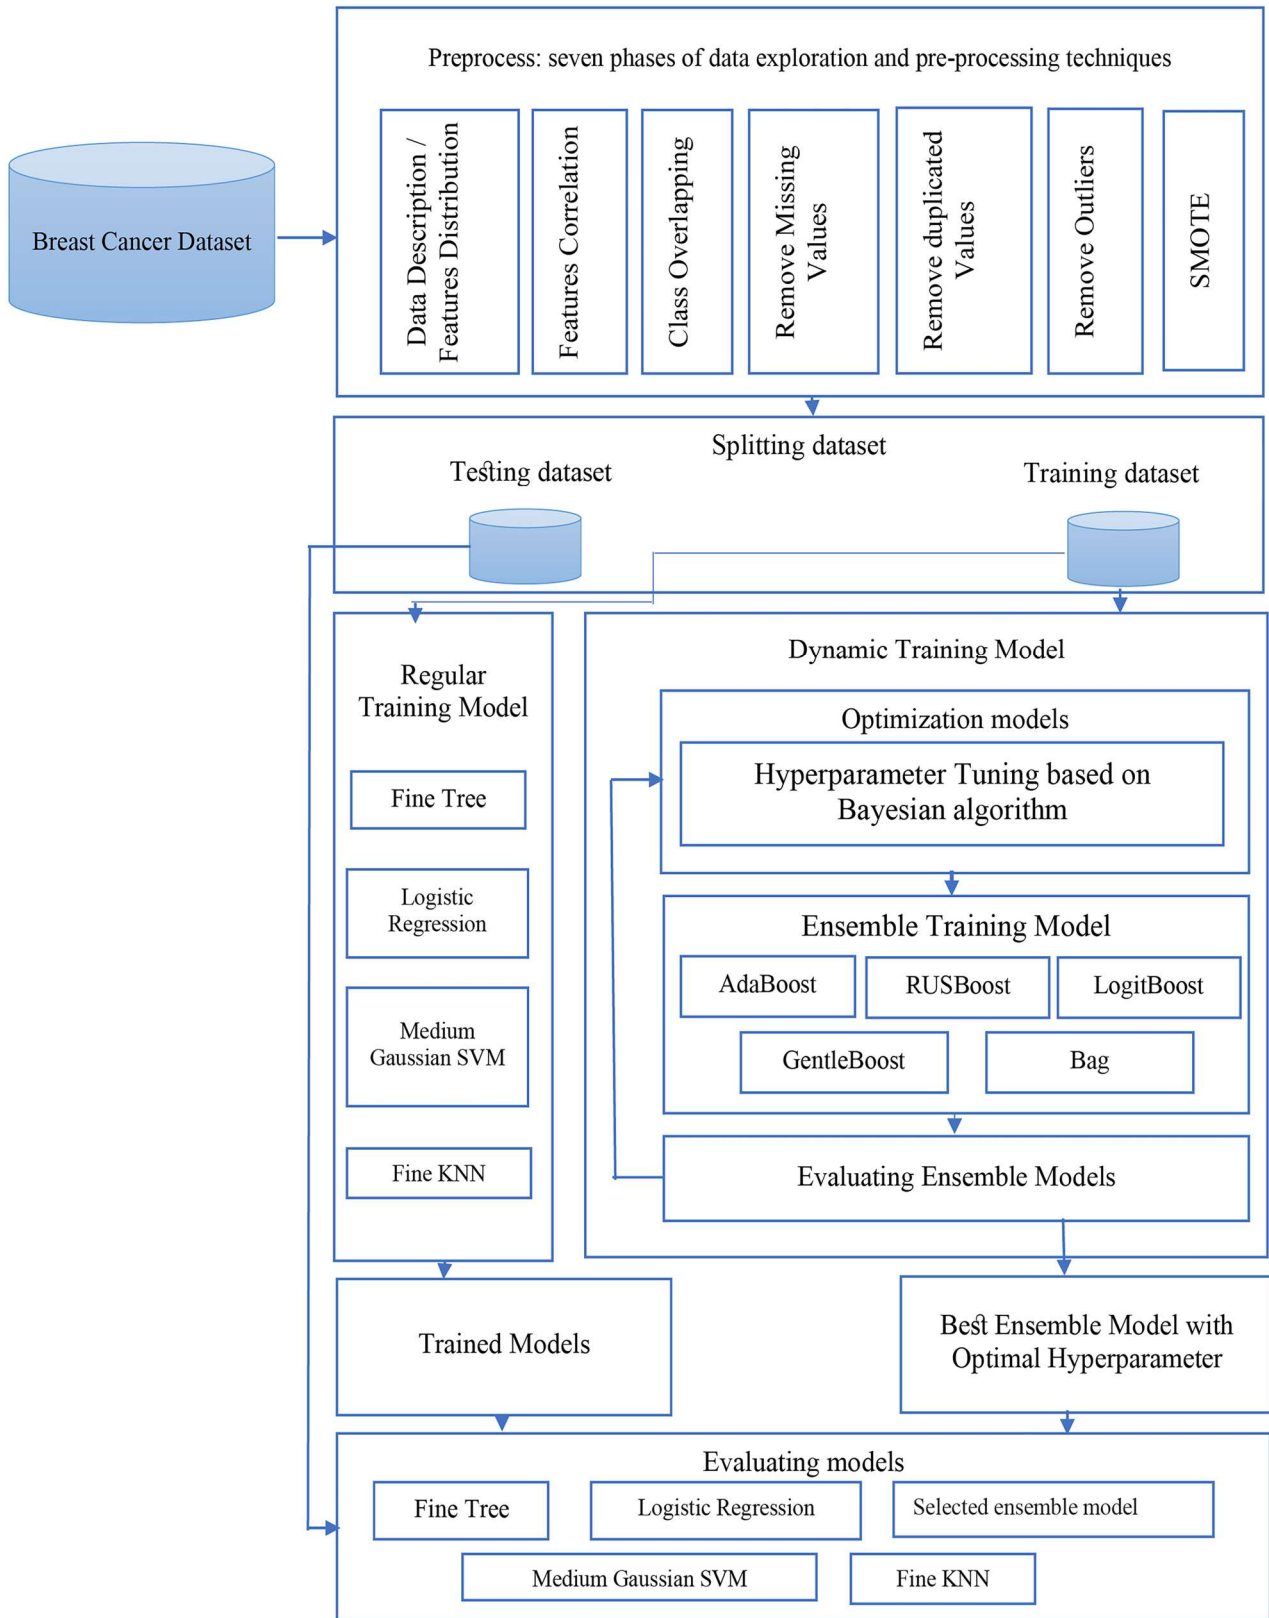 Preprocess: seven phases of data exploration and pre-processing techniques
Breast Cancer Dataset
Data Description /
Features Distribution
Features Correlation
Class Overlapping
Remove Missing
Values
Remove duplicated
Values
Remove Outliers
SMOTE
Splitting dataset
Testing dataset
Training dataset
Regular
Training Model
Fine Tree
Logistic
Regression
Medium
Gaussian SVM
Fine KNN
Dynamic Training Model
Optimization models
Hyperparameter Tuning based on
Bayesian algorithm
Ensemble Training Model
AdaBoost
RUSBoost
LogitBoost
GentleBoost
Bag
Evaluating Ensemble Models
Trained Models
Best Ensemble Model with
Optimal Hyperparameter
Evaluating models
Fine Tree
Logistic Regression
Selected ensemble model
Medium Gaussian SVM
Fine KNN